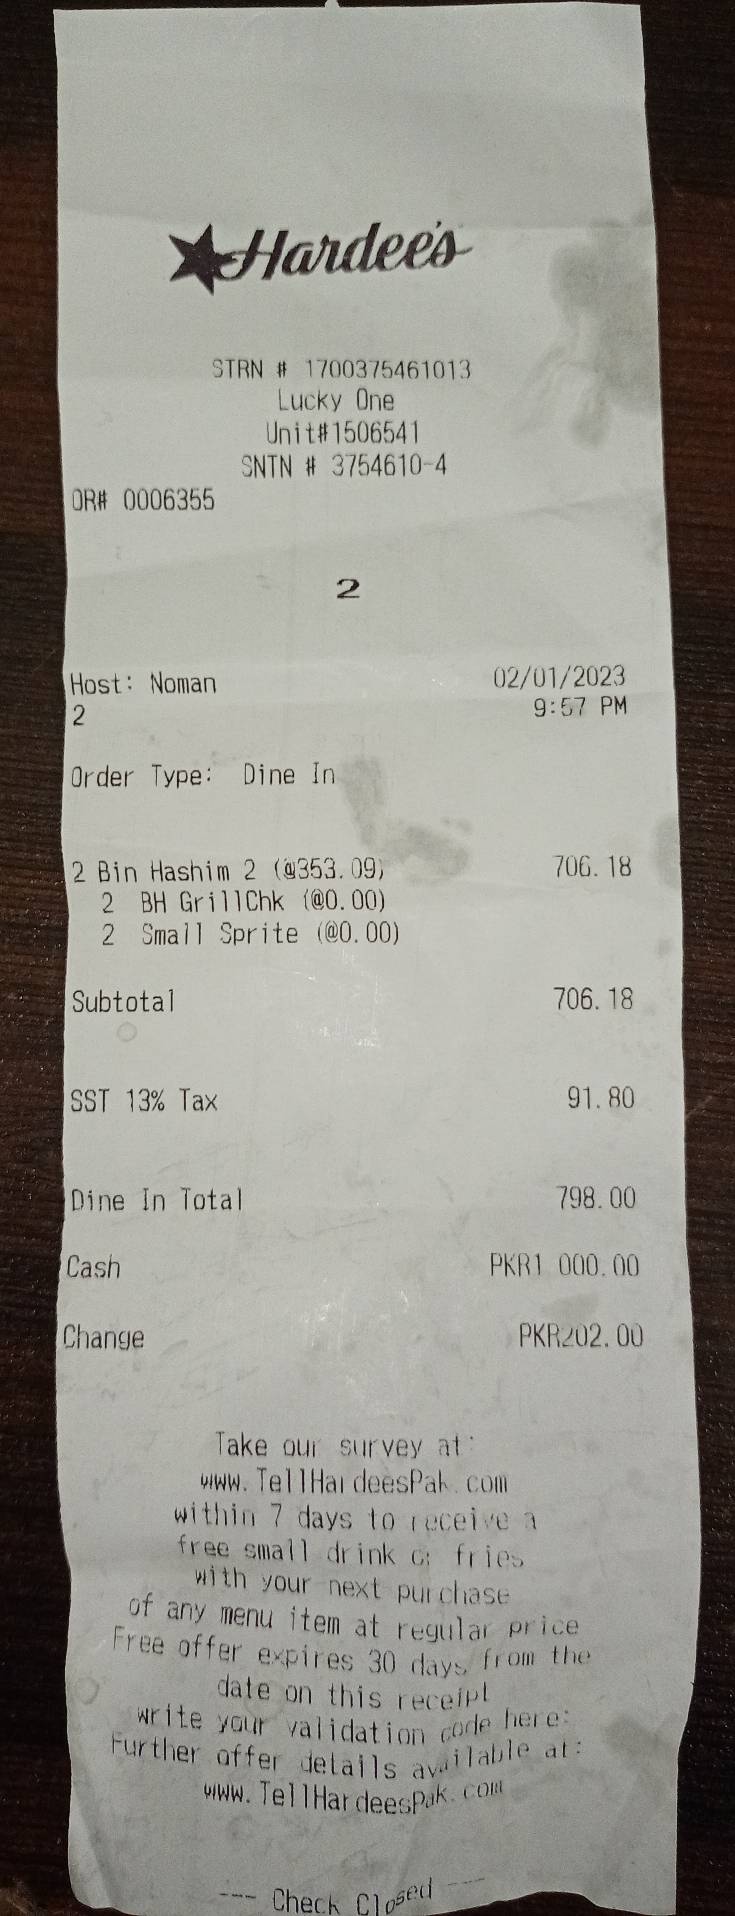 Hardee's
STRN # 1700375461013
Lucky One
Unit#1506541
SNTN # 3754610-4
OR# 0006355
2
Host: Noman 02/01/2023
2 9:57 PM
Order Type: Dine In
2 Bin Hashim 2 (@353.09) 706.18
2 BH GrillChk (@0.00)
2 Small Sprite (@0.00)
Subtotal 706.18
SST 13% Tax 91.80
Dine In Total 798.00
Cash PKR1 000.00
Change PKR202.00
Take our survey at:
www.TellHardeesPak.com
within 7 days to receive a
free small drink or fries
with your next purchase
of any menu item at regular price
Free offer expires 30 days from the
date on this receipt
write your validation code here:
Further offer details available at:
www.TellHardeesPak.com
--- Check Closed ---